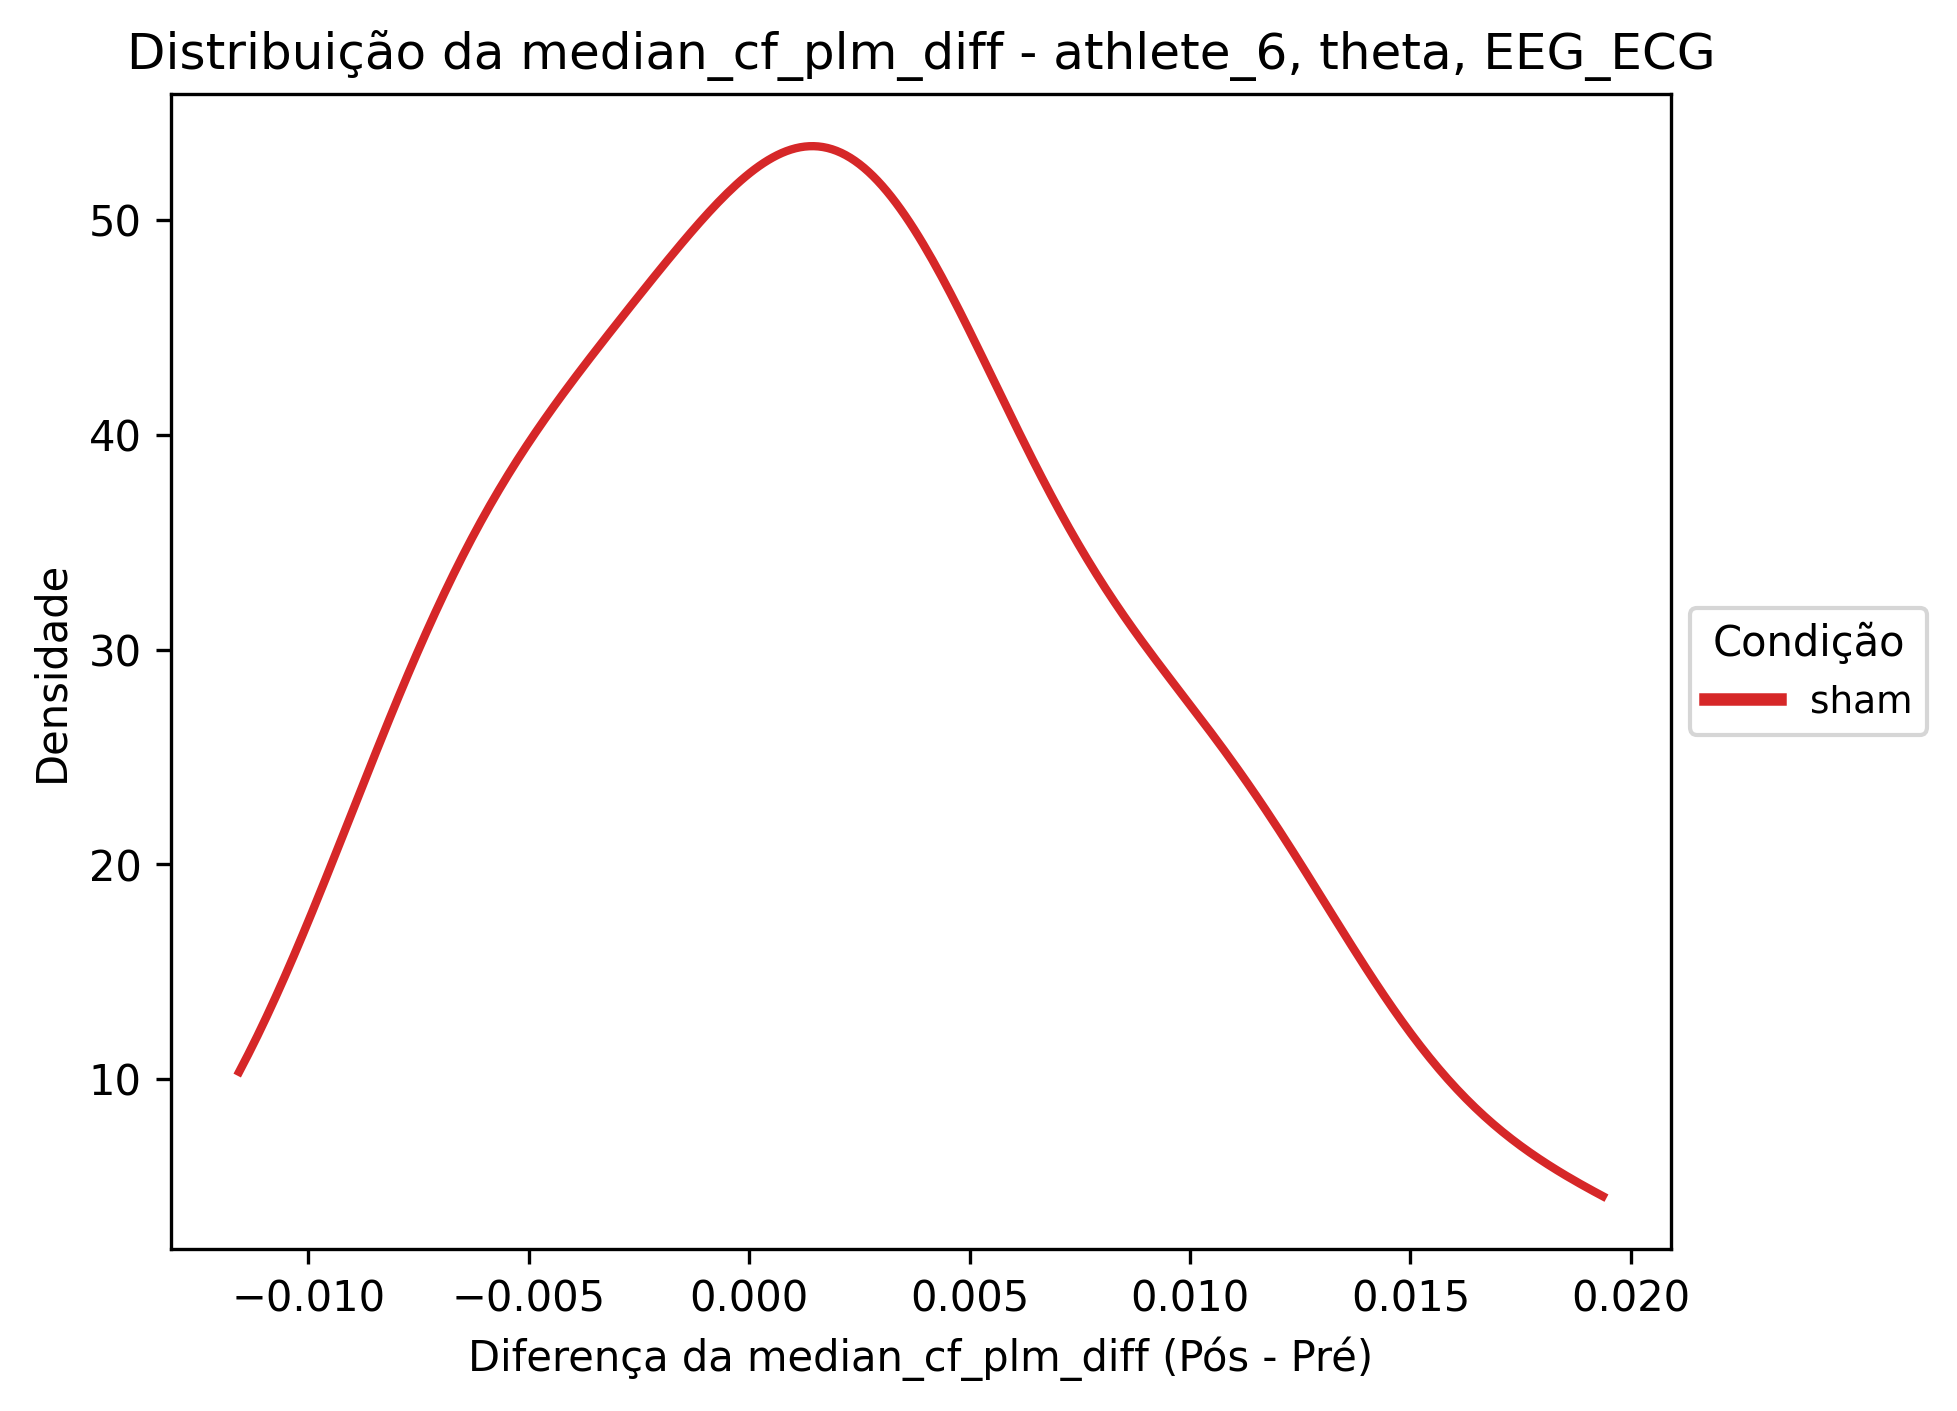 Distribuição da median_cf_plm_diff - athlete_6, theta, EEG_ECG
Densidade
50
40
30
20
10
−0.010
−0.005
0.000
0.005
0.010
0.015
0.020
Diferença da median_cf_plm_diff (Pós - Pré)
Condição
sham